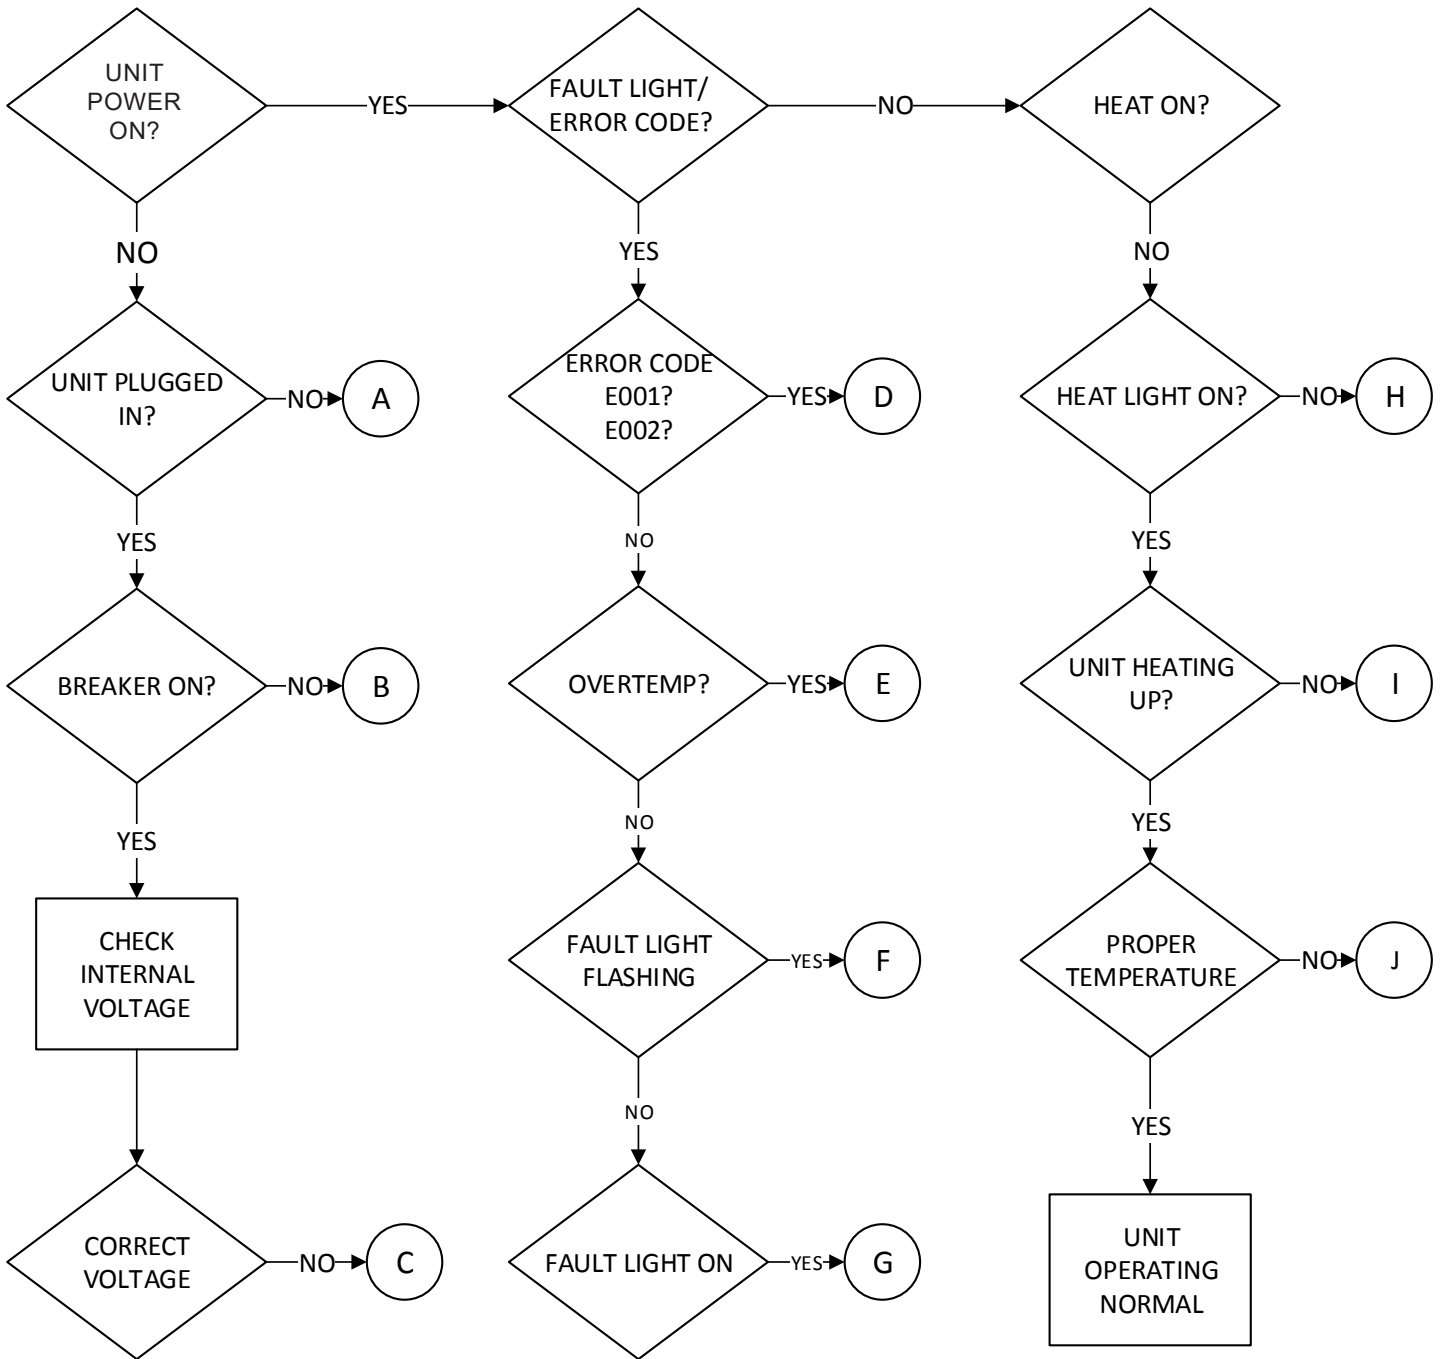 UNIT
POWER
ON?
YES
FAULT LIGHT/
ERROR CODE?
NO
HEAT ON?
NO
YES
NO
UNIT PLUGGED
IN?
NO
A
ERROR CODE
E001?
E002?
YES
D
HEAT LIGHT ON?
NO
H
YES
NO
YES
BREAKER ON?
NO
B
OVERTEMP?
YES
E
UNIT HEATING
UP?
NO
I
YES
NO
YES
CHECK
INTERNAL
VOLTAGE
FAULT LIGHT
FLASHING
YES
F
PROPER
TEMPERATURE
NO
J
NO
YES
CORRECT
VOLTAGE
NO
C
FAULT LIGHT ON
YES
G
UNIT
OPERATING
NORMAL